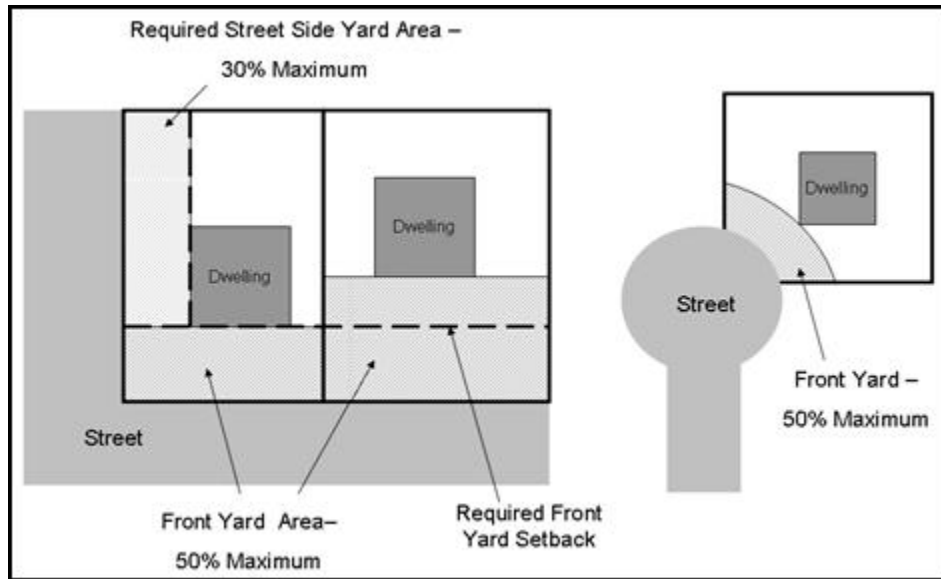 Required Street Side Yard Area –
30% Maximum
Dwelling
Dwelling
Dwelling
Street
Street
Front Yard –
50% Maximum
Front Yard Area–
50% Maximum
Required Front
Yard Setback